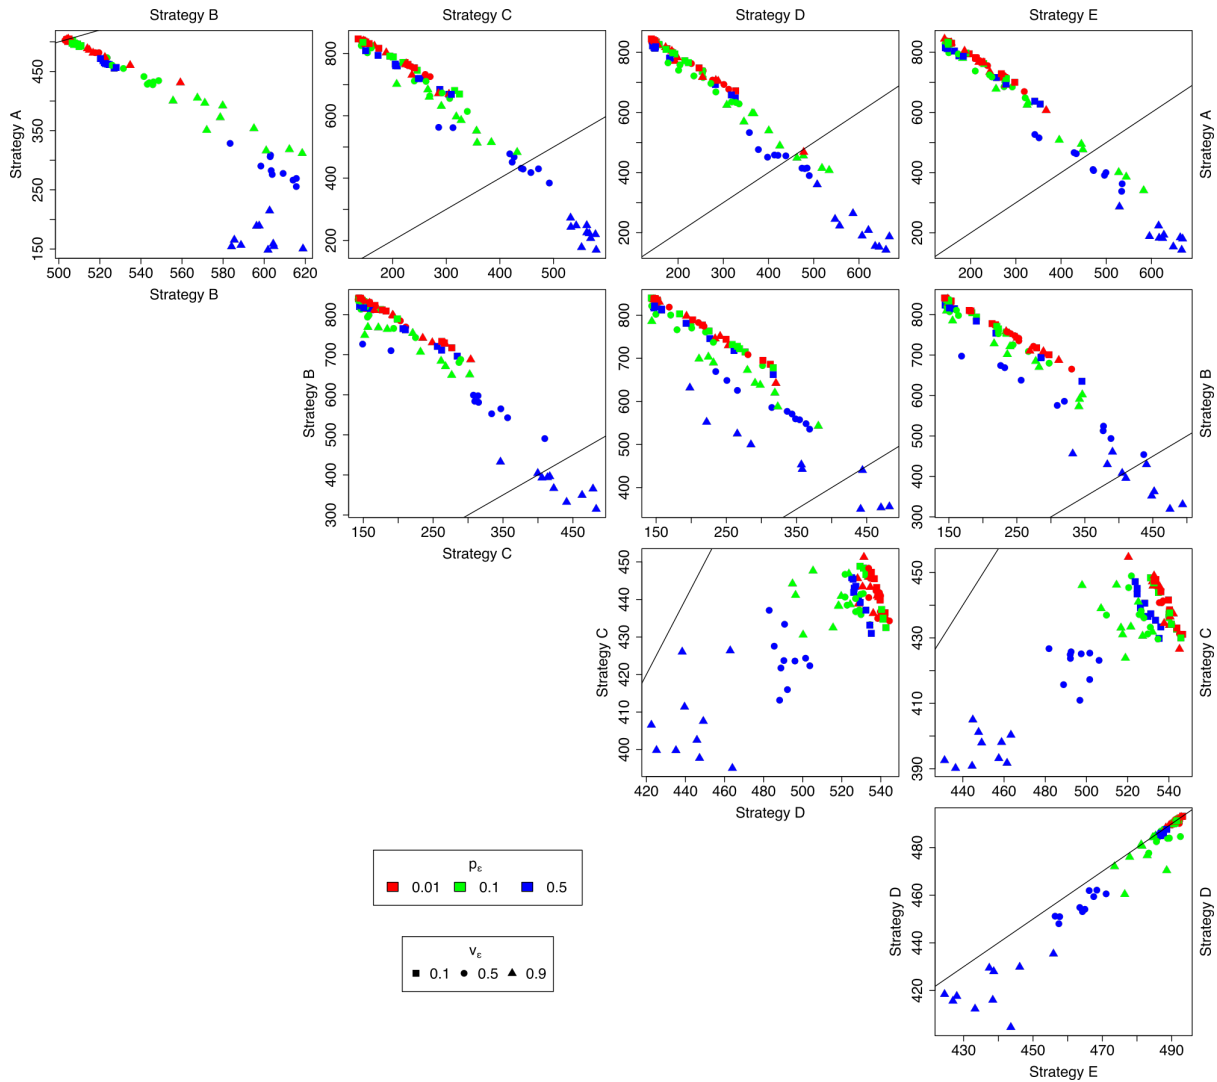 Strategy B
Strategy C
Strategy D
Strategy E
Strategy A
150 250 350 450
500 520 540 560 580 600 620
200 400 600 800
200 300 400 500
200 400 600 800
200 300 400 500 600
200 400 600 800
200 300 400 500 600
Strategy A
Strategy B
Strategy B
300 400 500 600 700 800
150 250 350 450
400 500 600 700 800
150 250 350 450
300 400 500 600 700 800
150 250 350 450
Strategy B
Strategy C
Strategy C
400 410 420 430 440 450
420 440 460 480 500 520 540
390 410 430 450
440 460 480 500 520 540
Strategy C
Strategy D
Strategy D
420 440 460 480
430 450 470 490
Strategy D
Strategy E
pε
0.01 0.1 0.5
vε
0.1 0.5 0.9